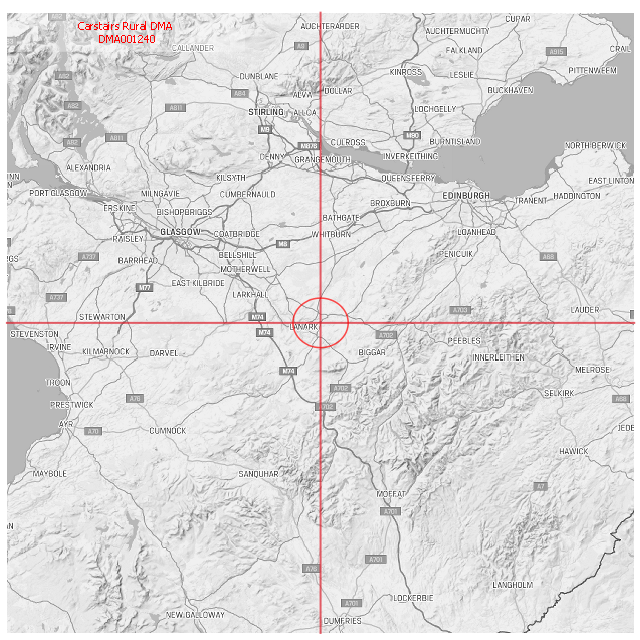 Carstairs Rural DMA
DMA001240
AUCHTERARDER
CUPAR
AUCHTERMUCHTY
CALLANDER
A9
FALKLAND
A915
CRAIL
A82
DUNBLANE
KINROSS
LESLIE
PITTENWEEM
A84
ALVA
DOLLAR
BUCKHAVEN
A82
A811
STIRLING
ALLOA
LOCHGELLY
A82
A811
M9
M876
CULROSS
M90
BURNTISLAND
NORTH BERWICK
DENNY
GRANGEMOUTH
INVERKEITHING
ALEXANDRIA
KILSYTH
QUEENSFERRY
EAST LINTON
PORT GLASGOW
MILNGAVIE
CUMBERNAULD
EDINBURGH
HADDINGTON
ERSKINE
BISHOPBRIGGS
BROXBURN
TRANENT
BATHGATE
GLASGOW
COATBRIDGE
WHITBURN
LOANHEAD
PAISLEY
M8
A737
BARRHEAD
BELLSHILL
PENICUIK
A68
MOTHERWELL
M77
EAST KILBRIDE
A737
LARKHALL
STEWARTON
M74
A703
LAUDER
STEVENSTON
M74
LANARK
A702
PEEBLES
IRVINE
KILMARNOCK
DARVEL
BIGGAR
INNERLEITHEN
TROON
M74
MELROSE
A702
SELKIRK
PRESTWICK
A76
A702
A68
AYR
A70
CUMNOCK
HAWICK
MAYBOLE
SANQUHAR
A7
MOFFAT
A701
A701
A76
LANGHOLM
A701
LOCKERBIE
NEW GALLOWAY
DUMFRIES